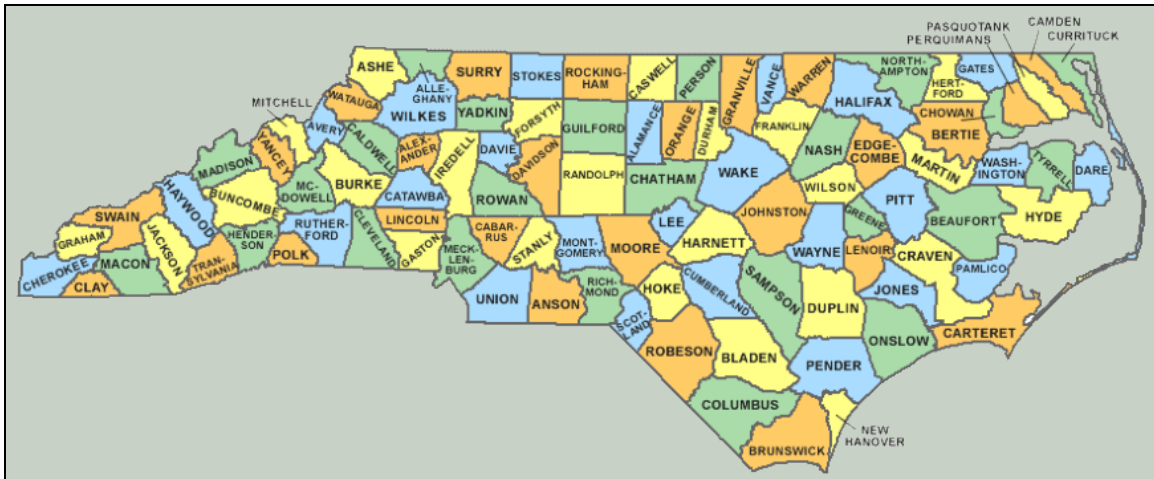 PASQUOTANK
PERQUIMANS
CAMDEN
CURRITUCK
ASHE
ALLE-
GHANY
SURRY
STOKES
ROCKING-
HAM
CASWELL
PERSON
GRANVILLE
VANCE
WARREN
NORTH-
AMPTON
HERT-
FORD
GATES
MITCHELL
WATAUGA
WILKES
YADKIN
FORSYTH
GUILFORD
ALAMANCE
ORANGE
DURHAM
FRANKLIN
HALIFAX
CHOWAN
BERTIE
AVERY
CALDWELL
ALEX-
ANDER
IREDELL
DAVIE
DAVIDSON
RANDOLPH
CHATHAM
WAKE
NASH
EDGE-
COMBE
MARTIN
WASH-
INGTON
TYRRELL
DARE
YANCEY
MADISON
HAYWOOD
BUNCOMBE
MC-
DOWELL
BURKE
CATAWBA
ROWAN
WILSON
PITT
BEAUFORT
HYDE
SWAIN
GRAHAM
JACKSON
HENDER-
SON
RUTHER-
FORD
CLEVELAND
LINCOLN
CABAR-
RUS
STANLY
MONT-
GOMERY
MOORE
LEE
HARNETT
JOHNSTON
GREENE
CHEROKEE
CLAY
MACON
TRAN-
SYLVANIA
POLK
GASTON
MECK-
LEN-
BURG
WAYNE
LENOIR
CRAVEN
PAMLICO
UNION
ANSON
RICH-
MOND
SCOT-
LAND
HOKE
CUMBERLAND
SAMPSON
DUPLIN
JONES
CARTERET
ROBESON
BLADEN
PENDER
ONSLOW
COLUMBUS
BRUNSWICK
NEW
HANOVER